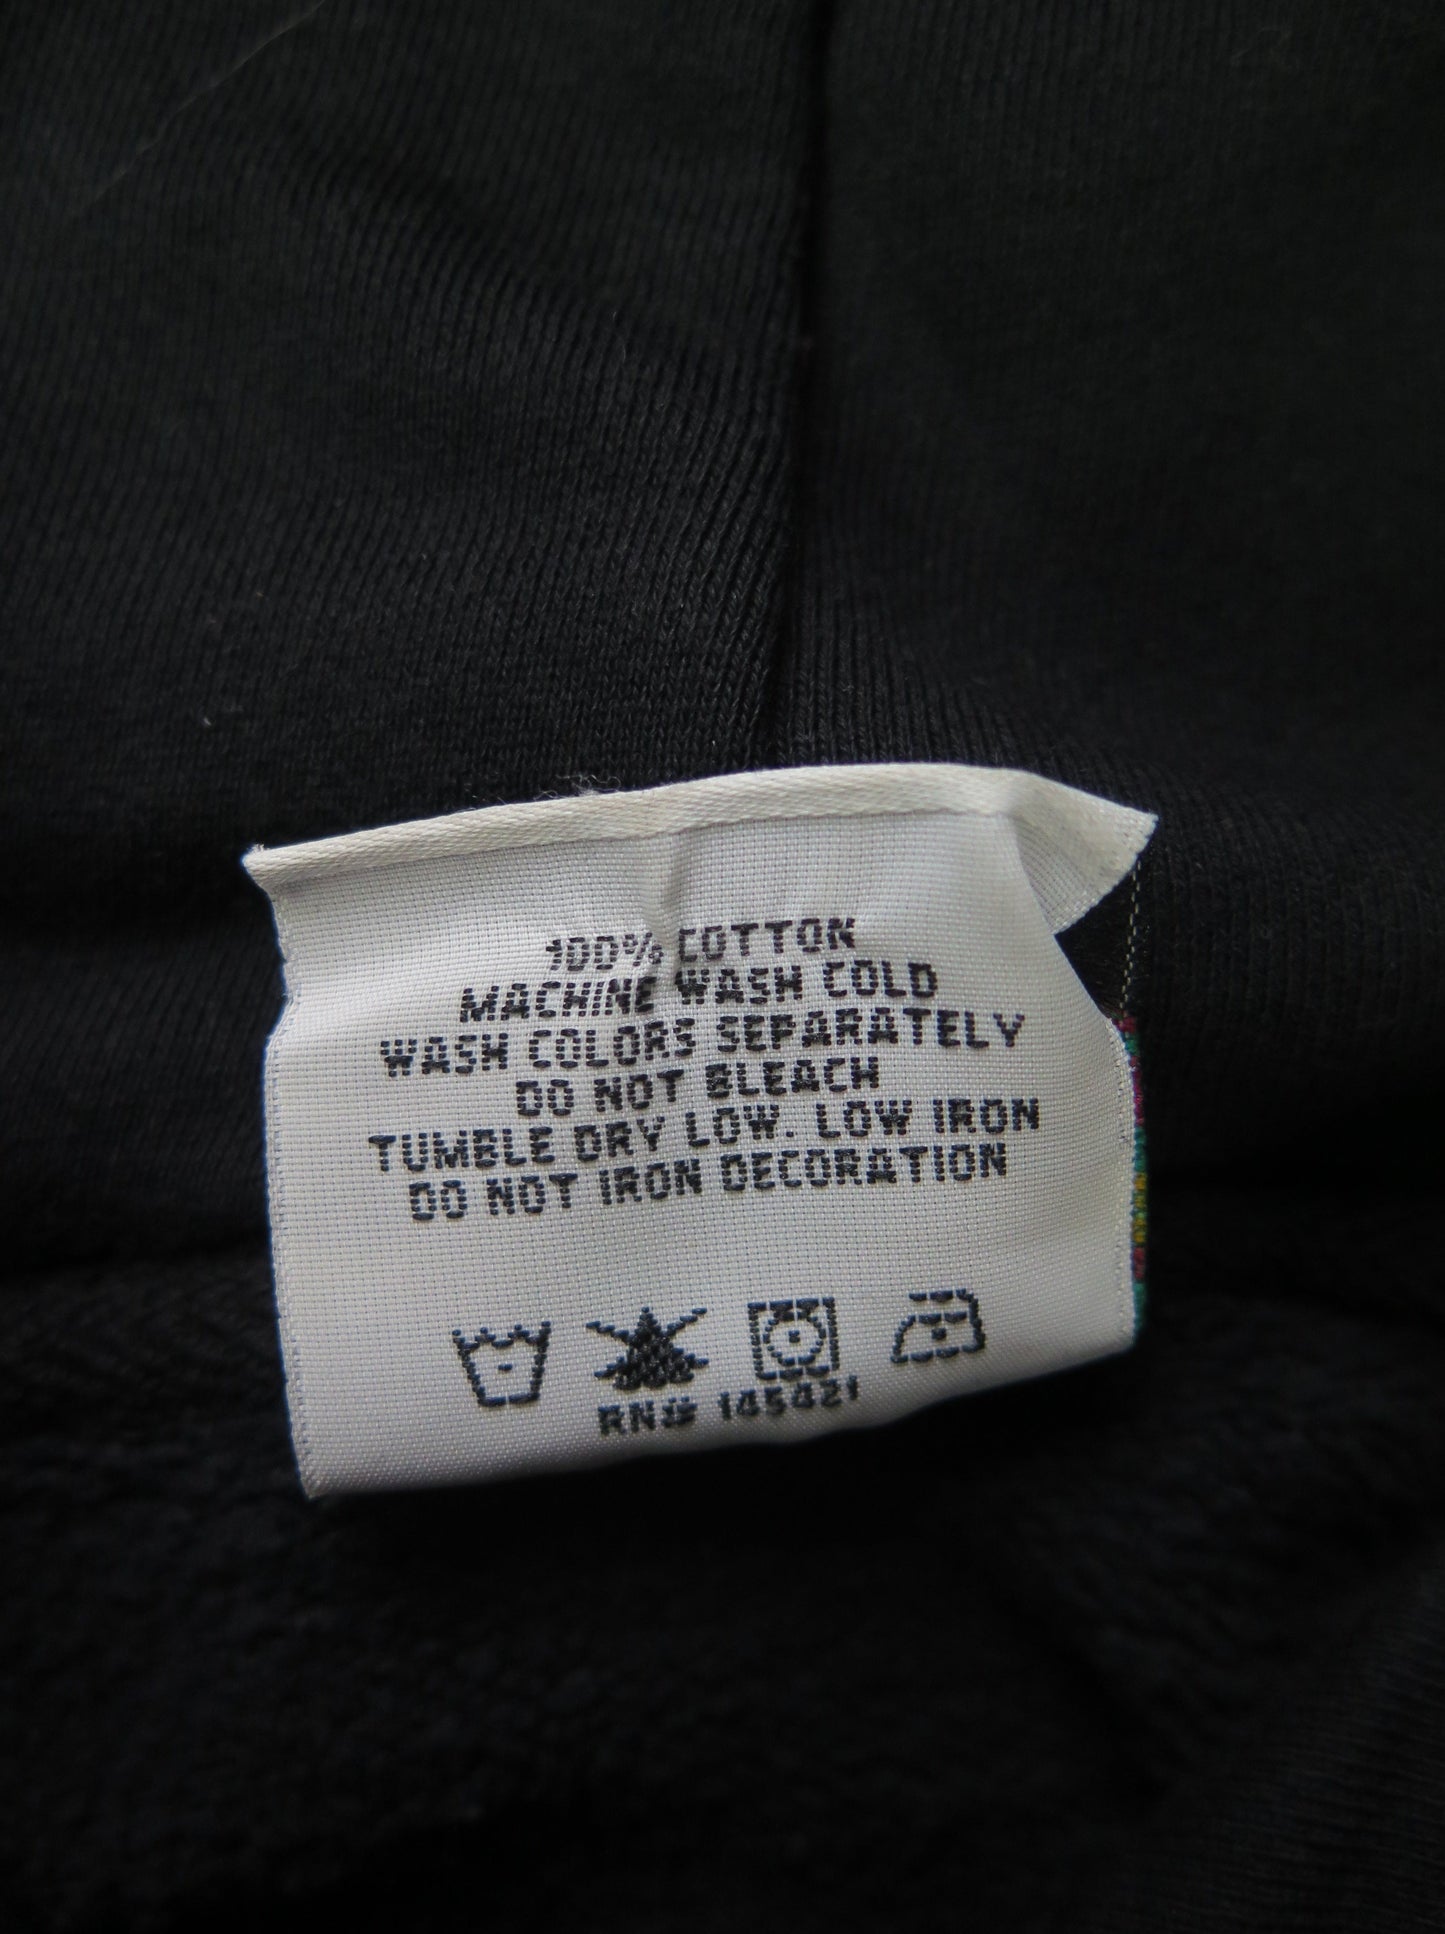 100% COTTON
MACHINE WASH COLD
WASH COLORS SEPARATELY
DO NOT BLEACH
TUMBLE DRY LOW. LOW IRON
DO NOT IRON DECORATION
RN# 145421